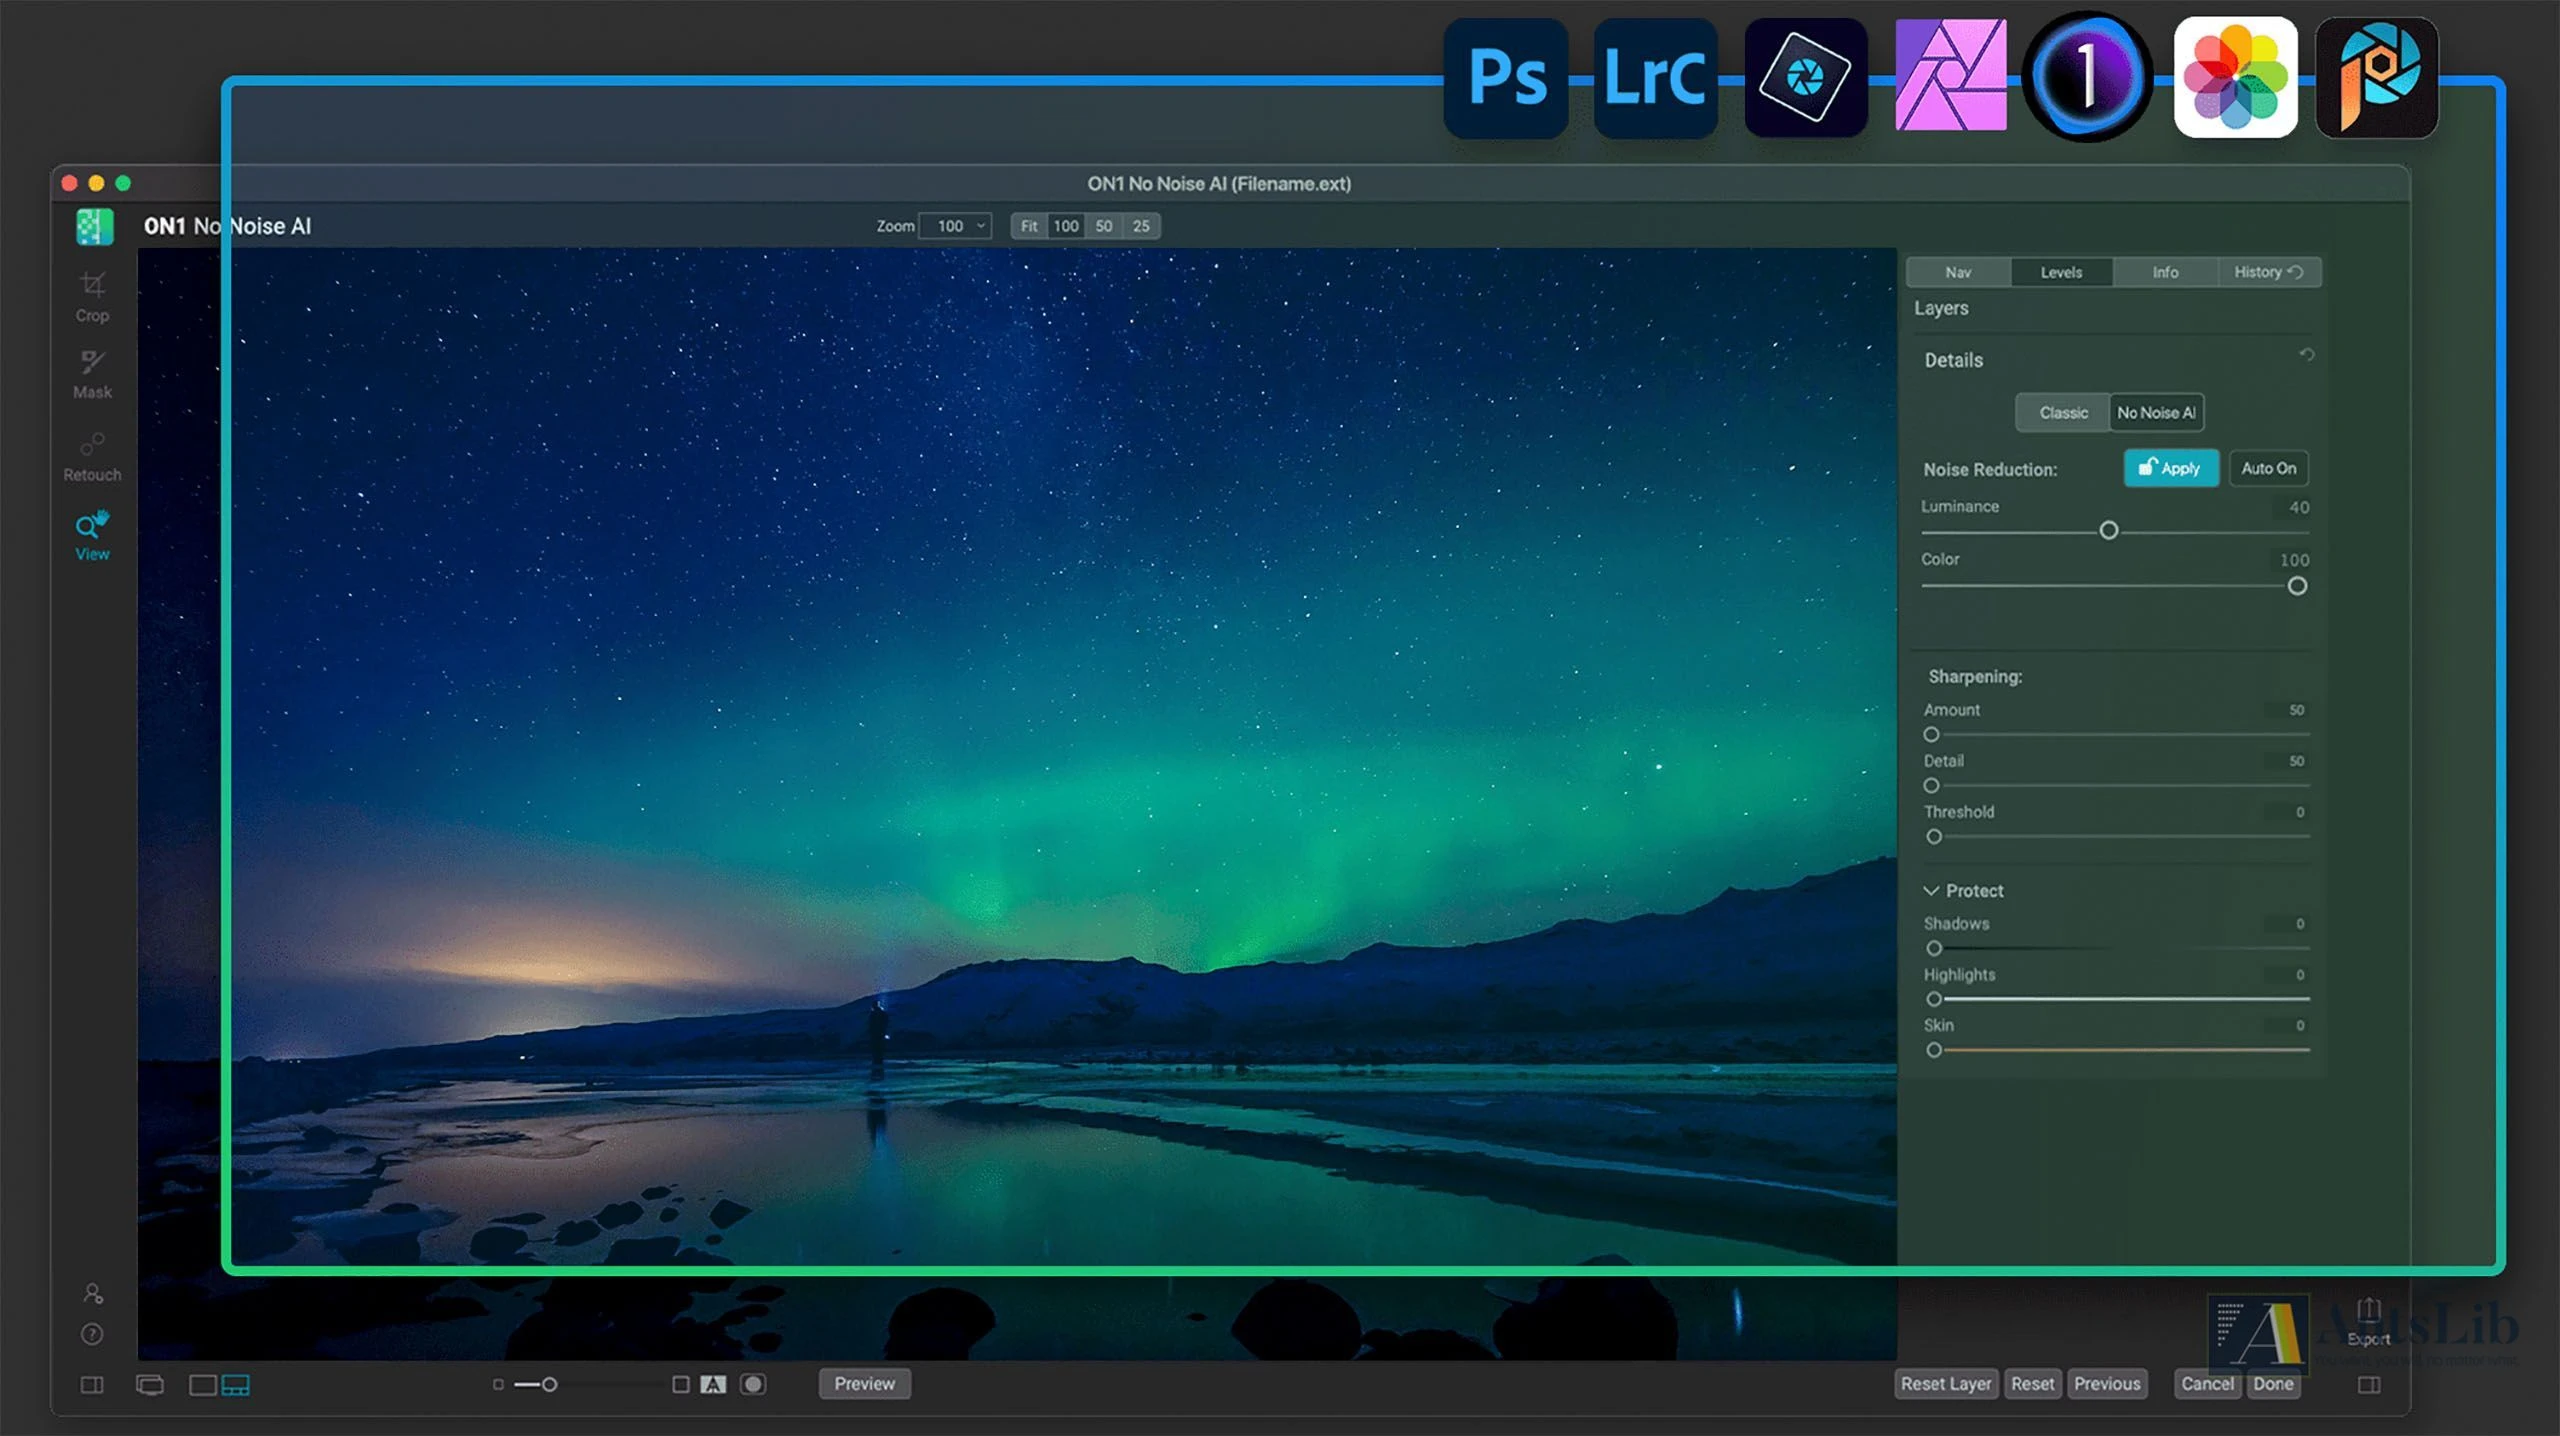 Ps LrC 1
ON1 No Noise AI (Filename.ext)
ON1 No Noise AI
Zoom 100 Fit 100 50 25
Nav Levels Info History
Crop
Layers
Details
Mask
Classic No Noise AI
Retouch
Noise Reduction: Apply Auto On
Luminance 40
View
Color 100
Sharpening:
Amount 50
Detail 50
Threshold 0
Protect
Shadows 0
Highlights 0
Skin 0
?
A ArtsLib
Export
A
Preview
Reset Layer Reset Previous Cancel Done